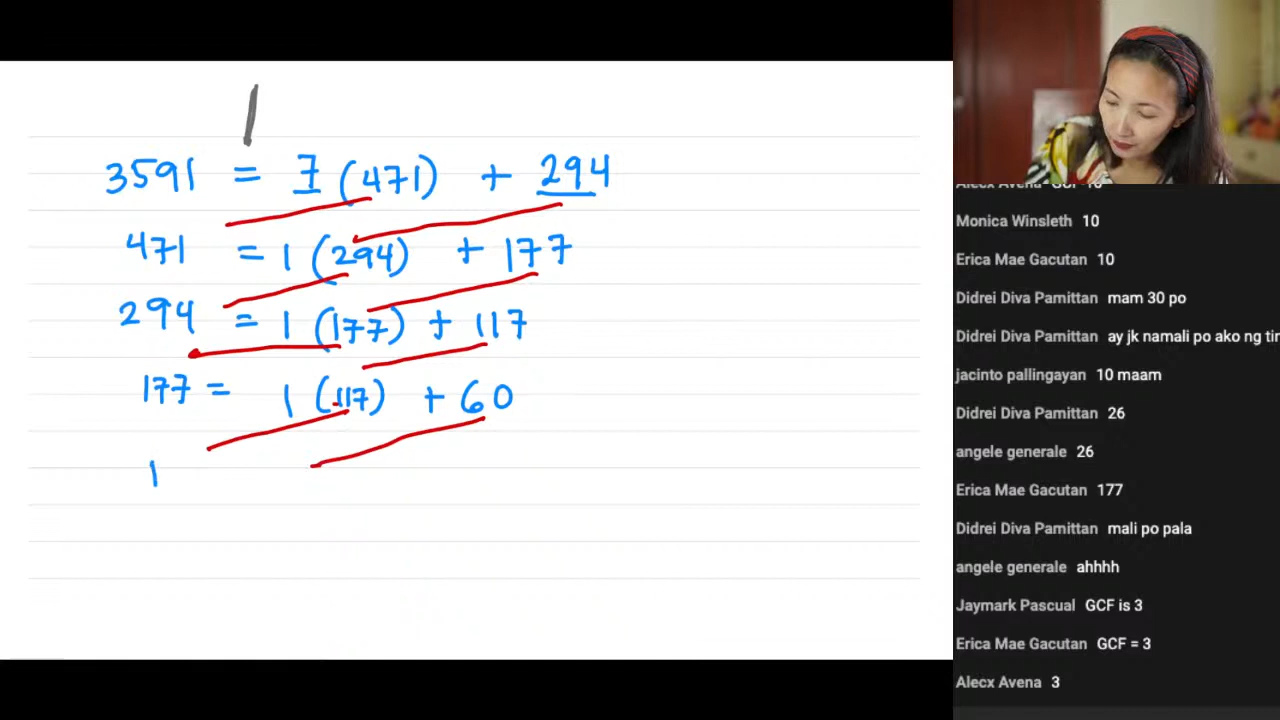 3591 = 7 (471) + 294
471 = 1 (294) + 177
294 = 1 (177) + 117
177 = 1 (117) + 60
1
Monica Winsleth 10
Erica Mae Gacutan 10
Didrei Diva Pamittan mam 30 po
Didrei Diva Pamittan ay jk namali po ako ng
jacinto pallingayan 10 maam
Didrei Diva Pamittan 26
angele generale 26
Erica Mae Gacutan 177
Didrei Diva Pamittan mali po pala
angele generale ahhhh
Jaymark Pascual GCF is 3
Erica Mae Gacutan GCF = 3
Alecx Avena 3